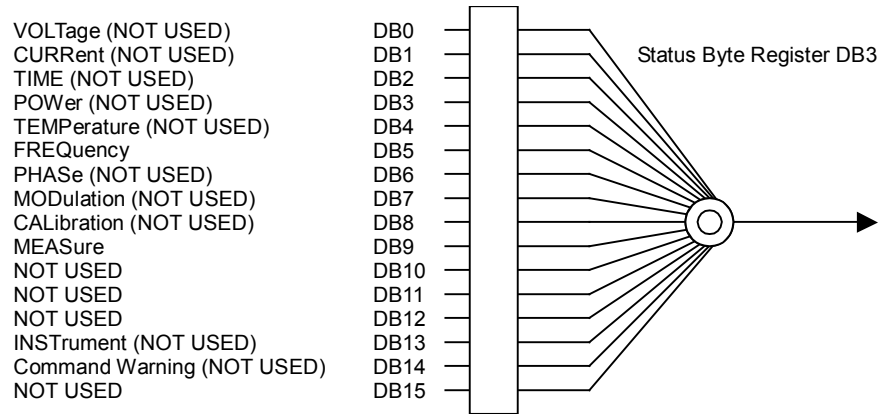 VOLTage (NOT USED) DB0
CURRent (NOT USED) DB1 Status Byte Register DB3
TIME (NOT USED) DB2
POWer (NOT USED) DB3
TEMPerature (NOT USED) DB4
FREQuency DB5
PHASe (NOT USED) DB6
MODulation (NOT USED) DB7
CALibration (NOT USED) DB8
MEASure DB9
NOT USED DB10
NOT USED DB11
NOT USED DB12
INSTrument (NOT USED) DB13
Command Warning (NOT USED) DB14
NOT USED DB15